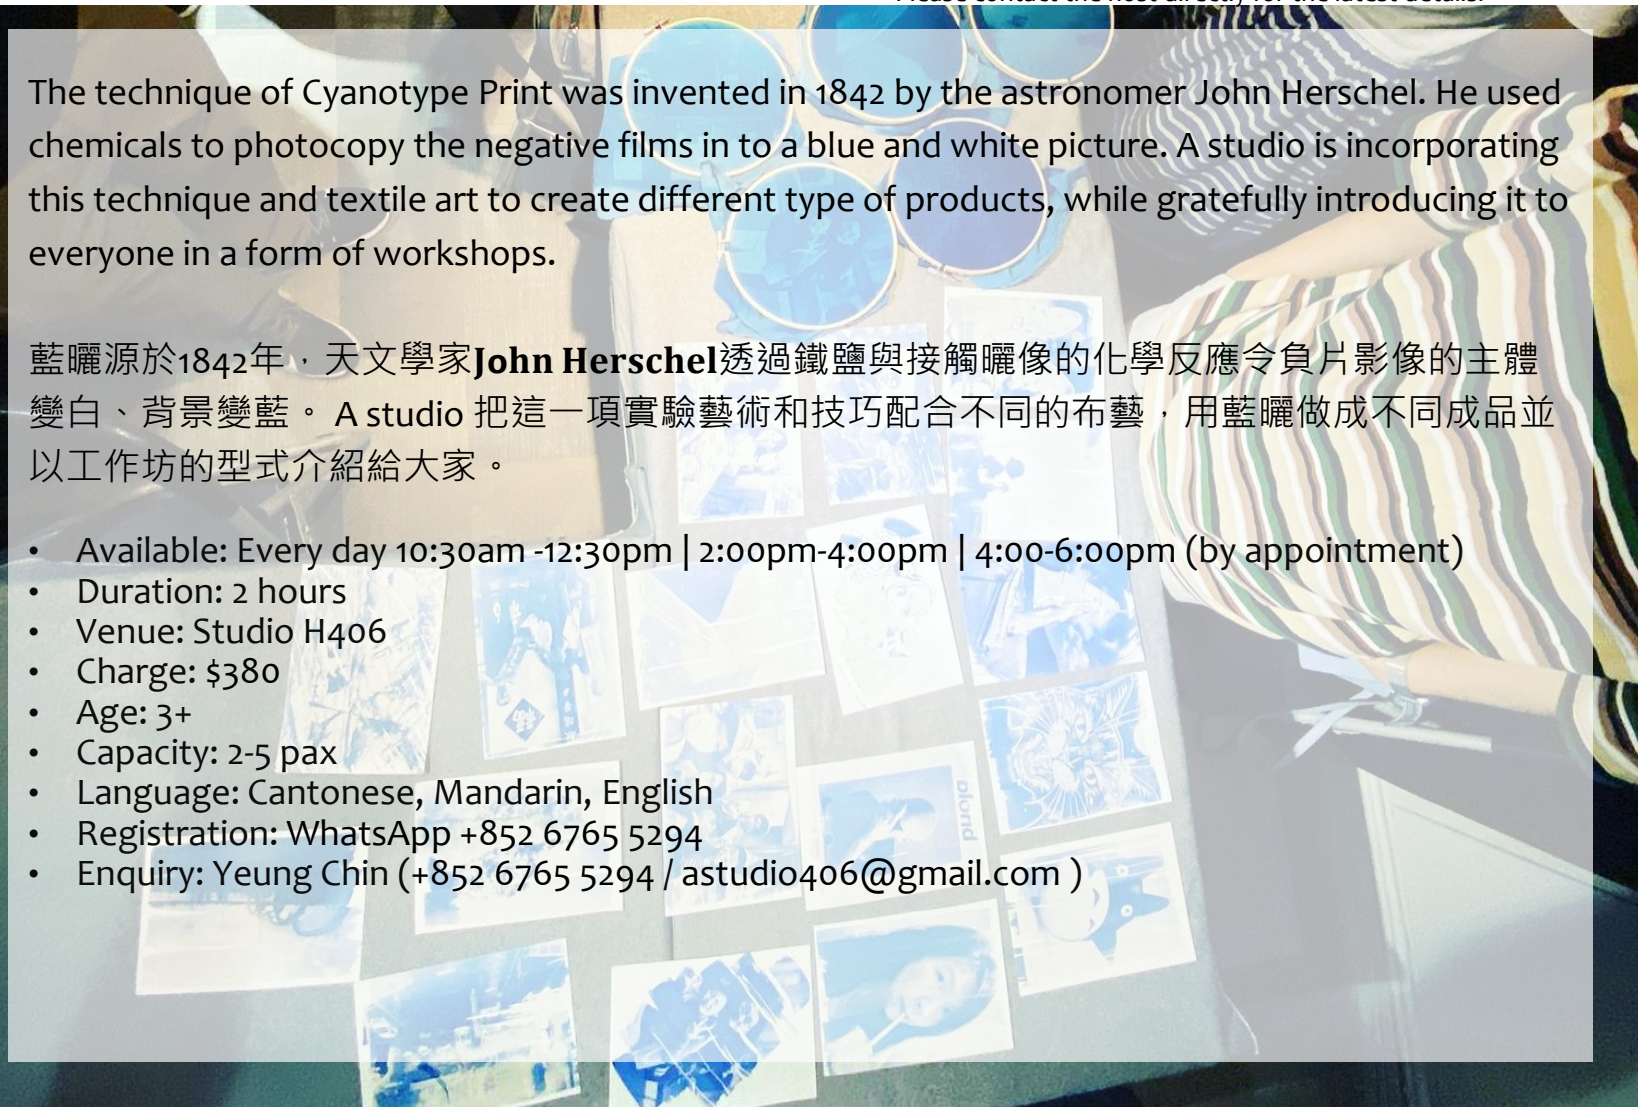 Please contact the host directly for the latest details.
The technique of Cyanotype Print was invented in 1842 by the astronomer John Herschel. He used
chemicals to photocopy the negative films in to a blue and white picture. A studio is incorporating
this technique and textile art to create different type of products, while gratefully introducing it to
everyone in a form of workshops.
藍曬源於1842年，天文學家John Herschel透過鐵鹽與接觸曬像的化學反應令負片影像的主體
變白、背景變藍。 A studio 把這一項實驗藝術和技巧配合不同的布藝，用藍曬做成不同成品並
以工作坊的型式介紹給大家。
• Available: Every day 10:30am -12:30pm | 2:00pm-4:00pm | 4:00-6:00pm (by appointment)
• Duration: 2 hours
• Venue: Studio H406
• Charge: $380
• Age: 3+
• Capacity: 2-5 pax
• Language: Cantonese, Mandarin, English
• Registration: WhatsApp +852 6765 5294
• Enquiry: Yeung Chin (+852 6765 5294 / astudio406@gmail.com )